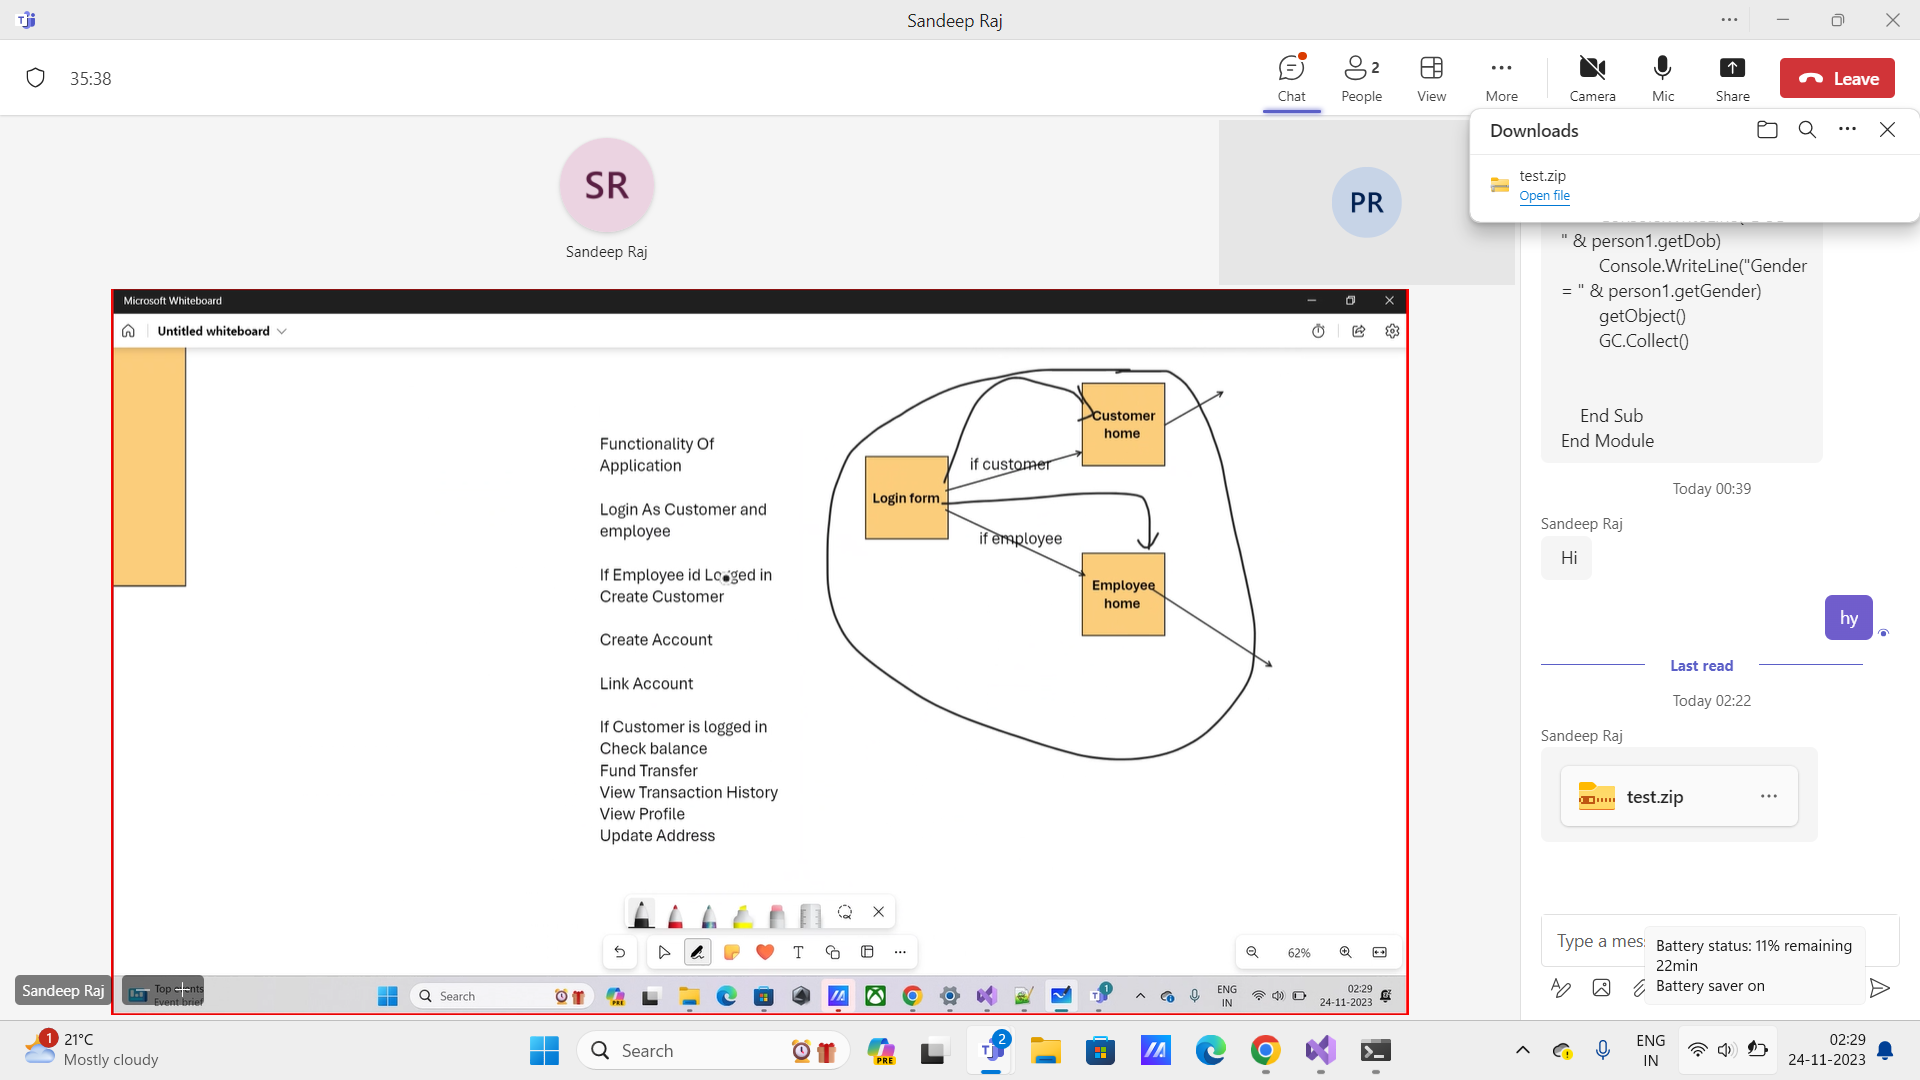 Sandeep Raj
35:38
Chat
2
People
View
More
Camera
Mic
Share
Leave
Downloads
test.zip
Open file
SR
Sandeep Raj
PR
" & person1.getDob)
Console.WriteLine("Gender
= " & person1.getGender)
getObject()
GC.Collect()
End Sub
End Module
Today 00:39
Sandeep Raj
Hi
hy
Last read
Today 02:22
Sandeep Raj
test.zip
Type a mes
Battery status: 11% remaining
22min
Battery saver on
Microsoft Whiteboard
Untitled whiteboard
Functionality Of
Application
Login As Customer and
employee
If Employee id Logged in
Create Customer
Create Account
Link Account
If Customer is logged in
Check balance
Fund Transfer
View Transaction History
View Profile
Update Address
Login form
if customer
Customer
home
if employee
Employee
home
62%
Sandeep Raj
Event brief
Search
PRE
1
ENG
IN
02:29
24-11-2023
1
21°C
Mostly cloudy
Search
PRE
2
ENG
IN
02:29
24-11-2023